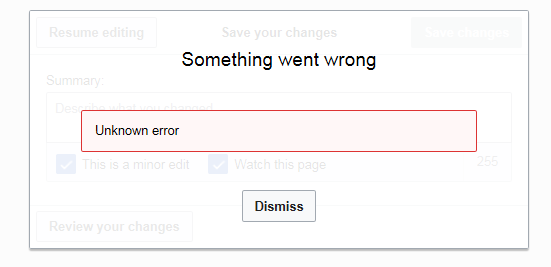 Resume editing
Save your changes
Save changes
Something went wrong
Summary:
Describe what you changed
Unknown error
This is a minor edit
Watch this page
255
Dismiss
Review your changes